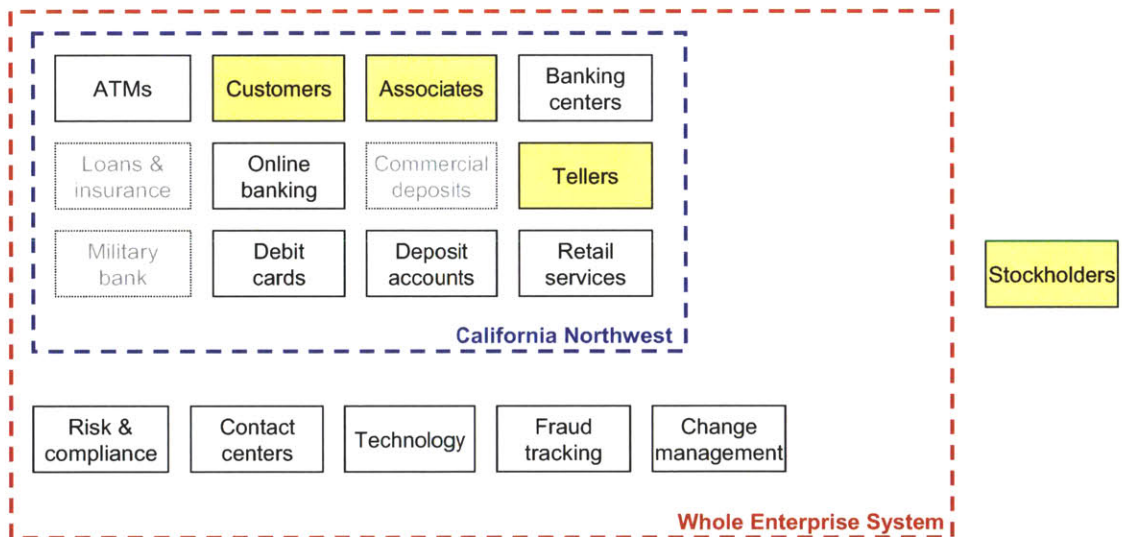 ATMs
Customers
Associates
Banking
centers
Loans &
insurance
Online
banking
Commercial
deposits
Tellers
Military
bank
Debit
cards
Deposit
accounts
Retail
services
Stockholders
California Northwest
Risk &
compliance
Contact
centers
Technology
Fraud
tracking
Change
management
Whole Enterprise System